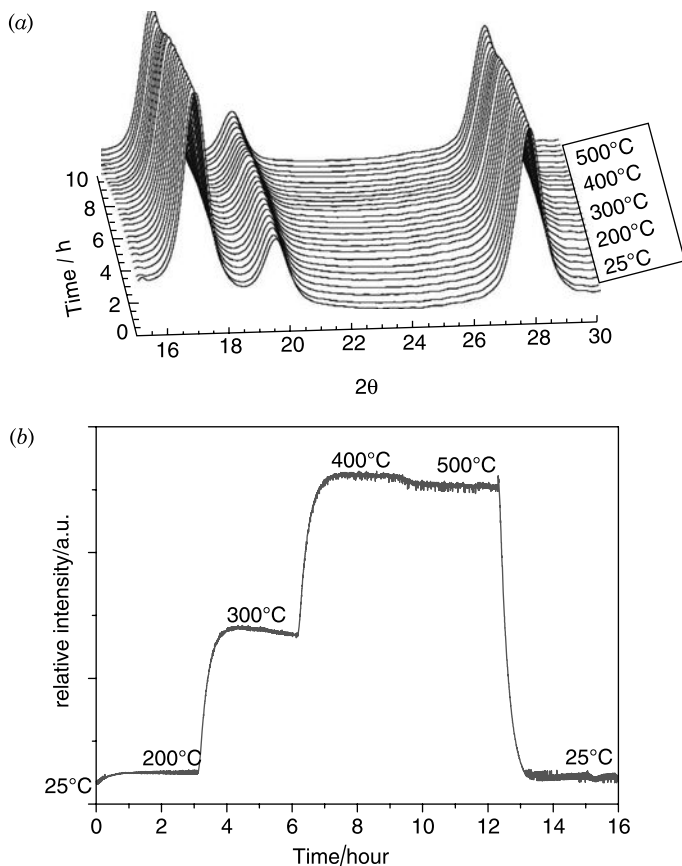 (a)
10
8
6
4
2
0
Time / h
500°C
400°C
300°C
200°C
25°C
16 18 20 22 24 26 28 30
2θ
(b)
400°C
500°C
300°C
200°C
25°C
25°C
relative intensity/a.u.
0 2 4 6 8 10 12 14 16
Time/hour